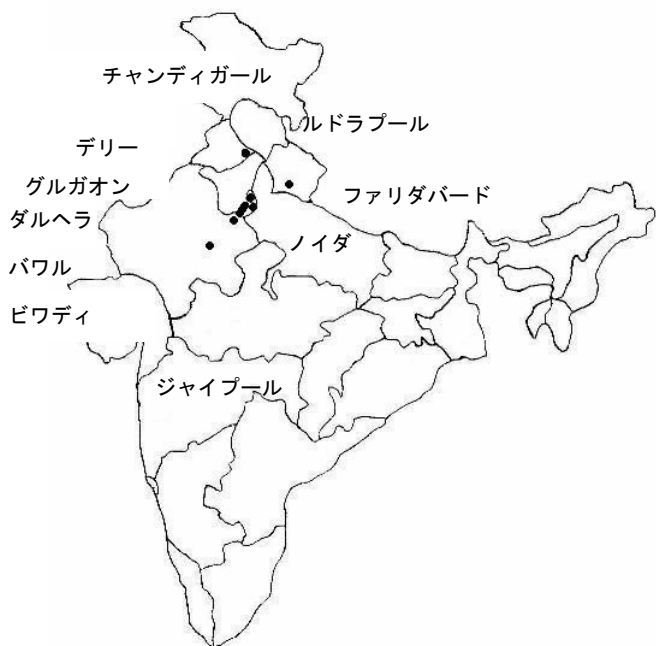 チャンディガール
ルドラプール
デリー
グルガオン
ファリダバード
ダルヘラ
ノイダ
バワル
ビワディ
ジャイプール